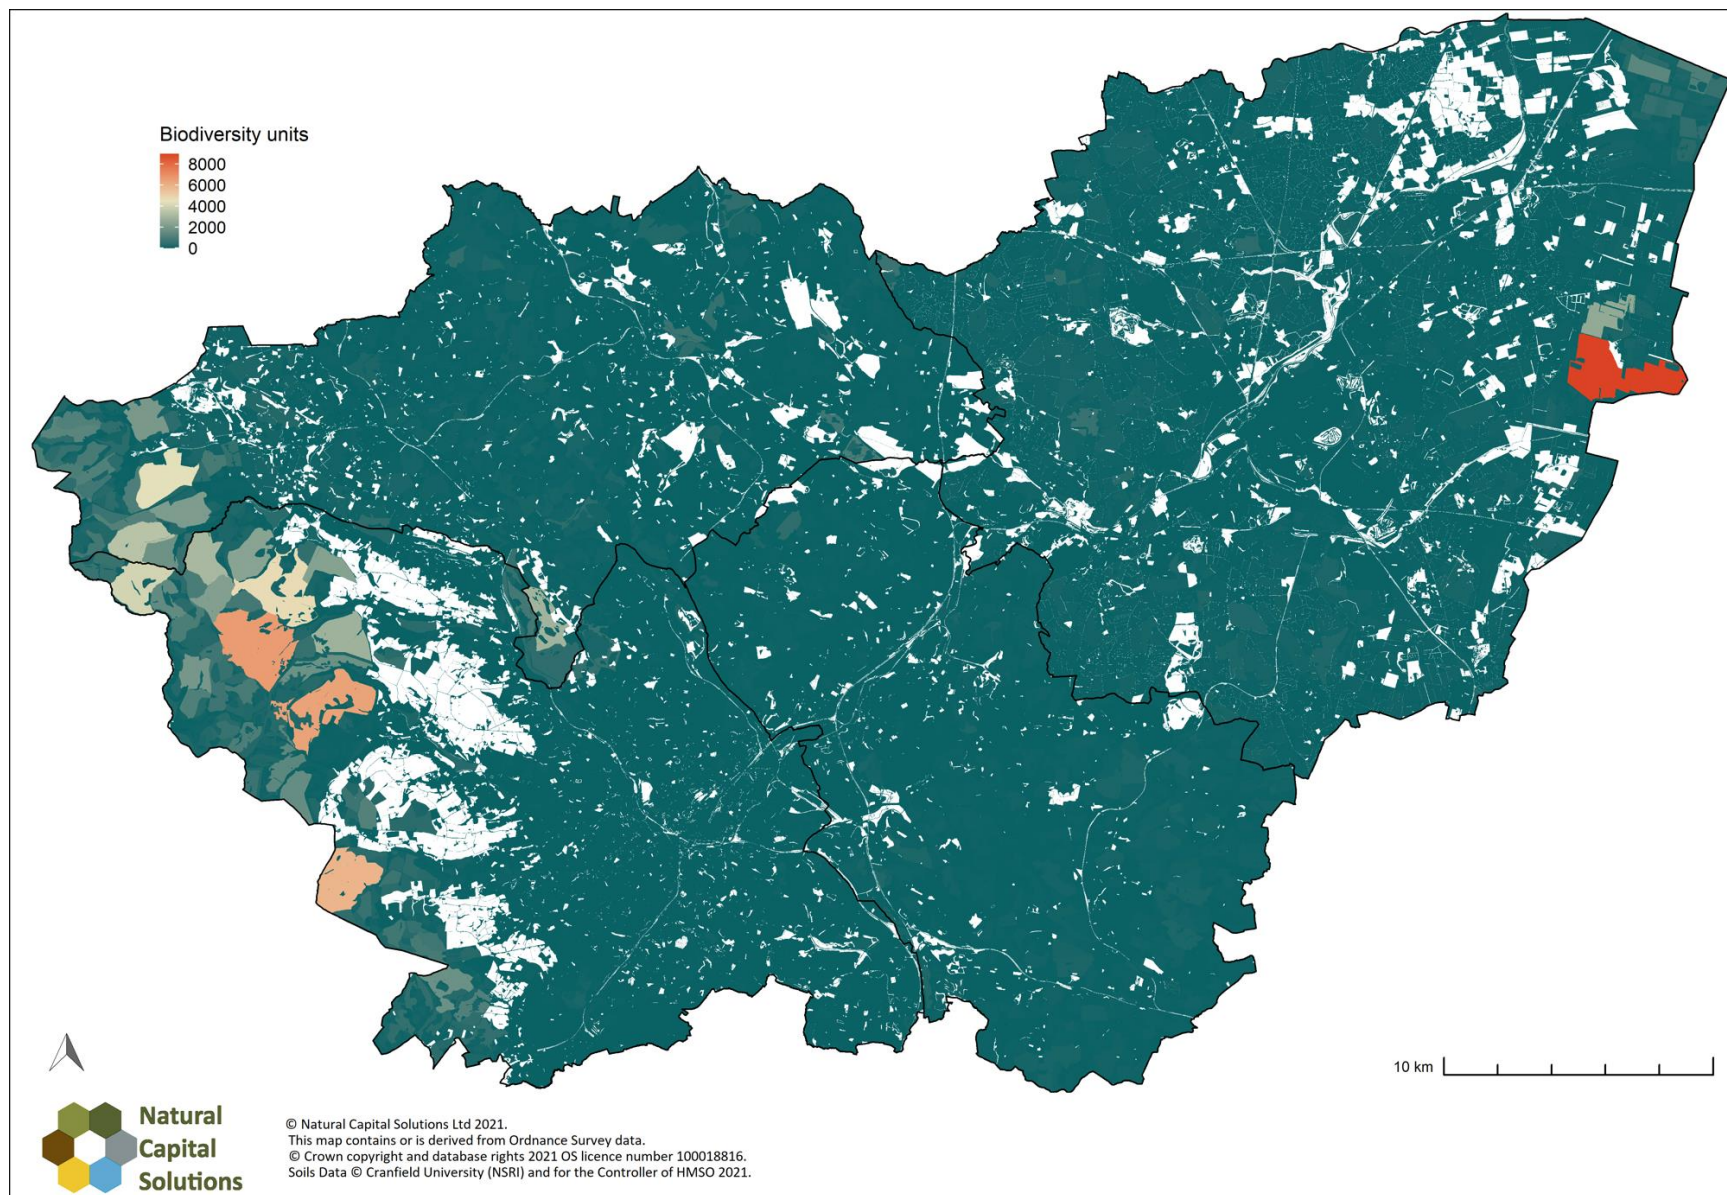 Biodiversity units
8000
6000
4000
2000
0
10 km
Natural
Capital
Solutions
© Natural Capital Solutions Ltd 2021.
This map contains or is derived from Ordnance Survey data.
© Crown copyright and database rights 2021 OS licence number 100018816.
Soils Data © Cranfield University (NSRI) and for the Controller of HMSO 2021.